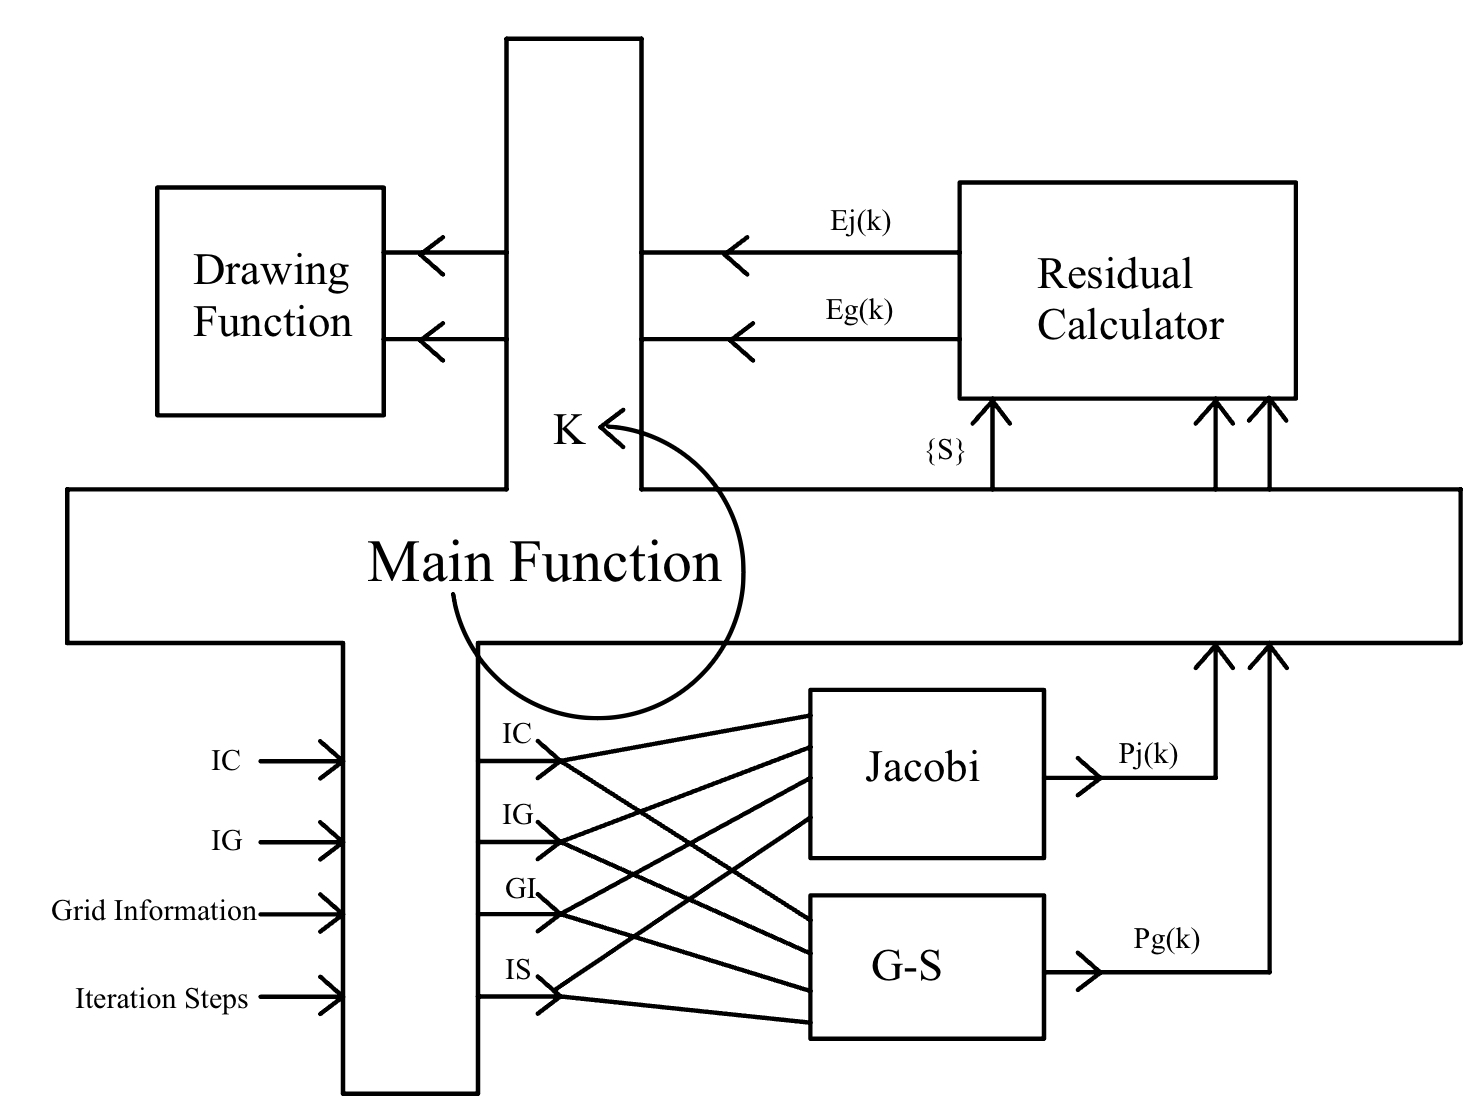 Ej(k)
Drawing
Function
Residual
Calculator
Eg(k)
K
{S}
Main Function
IC
IC
Jacobi
Pj(k)
IG
IG
GI
Grid Information
Pg(k)
G-S
IS
Iteration Steps